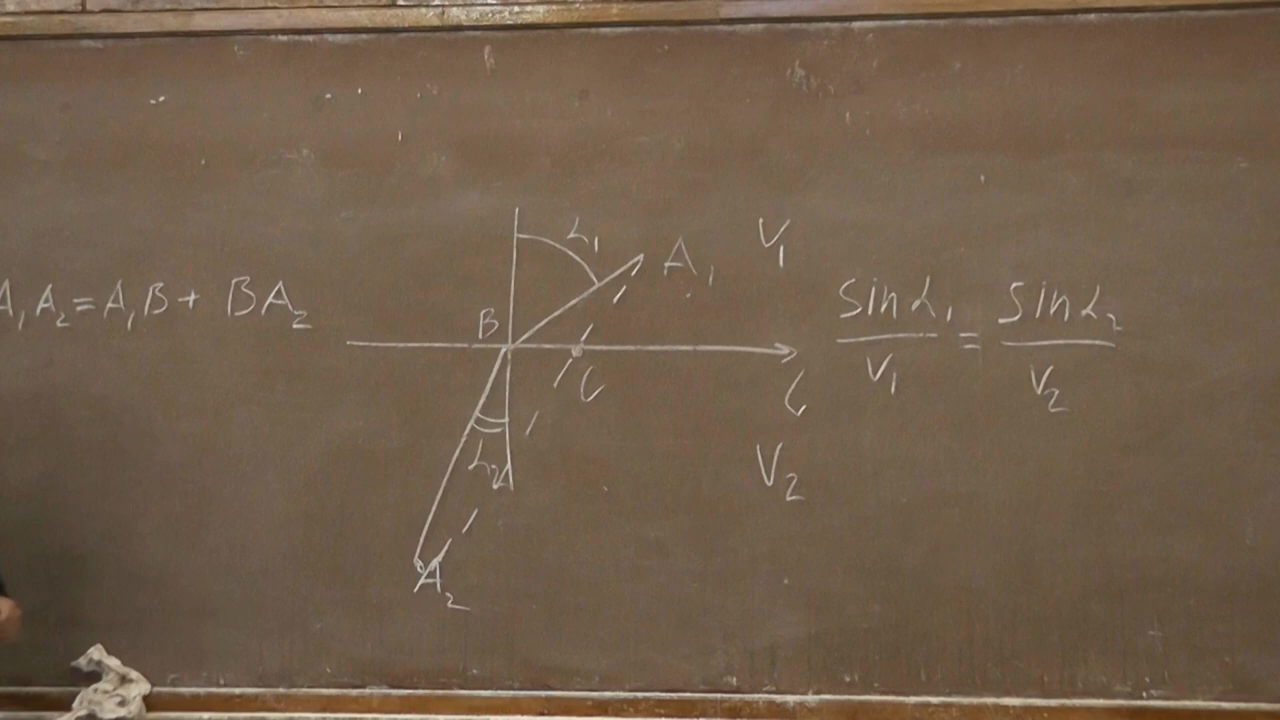 A₁A₂ = A₁B + BA₂
α₁
A₁
V₁
B
C
α₂
A₂
V₂
sin α₁ / V₁ = sin α₂ / V₂